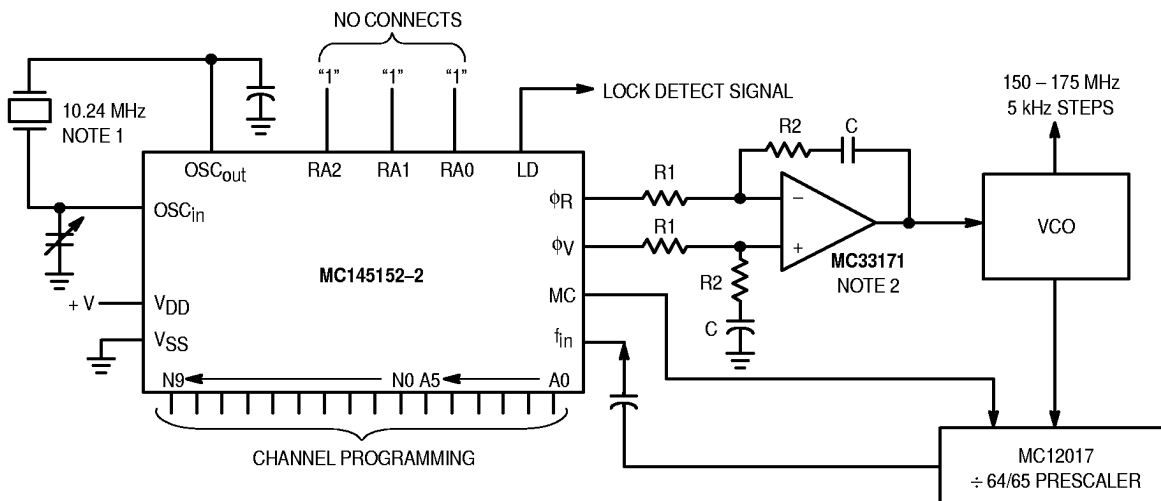 NO CONNECTS
"1" "1" "1"
LOCK DETECT SIGNAL
150 – 175 MHz
5 kHz STEPS
10.24 MHz
NOTE 1
OSCout
RA2
RA1
RA0
LD
R2
C
OSCin
ϕR
R1
–
VCO
ϕV
R1
+
MC145152–2
MC33171
NOTE 2
R2
MC
+ V
VDD
C
VSS
fin
N9
N0 A5
A0
CHANNEL PROGRAMMING
MC12017
÷ 64/65 PRESCALER